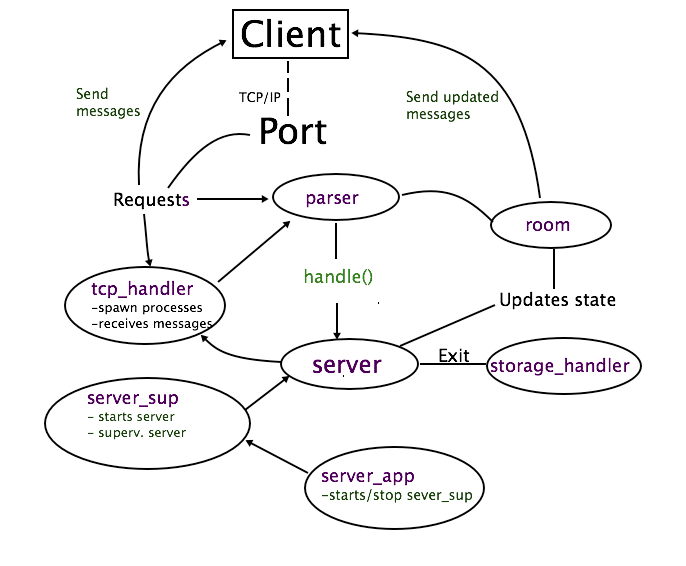 Client
Send
messages
TCP/IP
Send updated
messages
Port
Requests
parser
room
handle()
tcp_handler
-spawn processes
-receives messages
Updates state
server
Exit
storage_handler
server_sup
- starts server
- superv. server
server_app
-starts/stop sever_sup